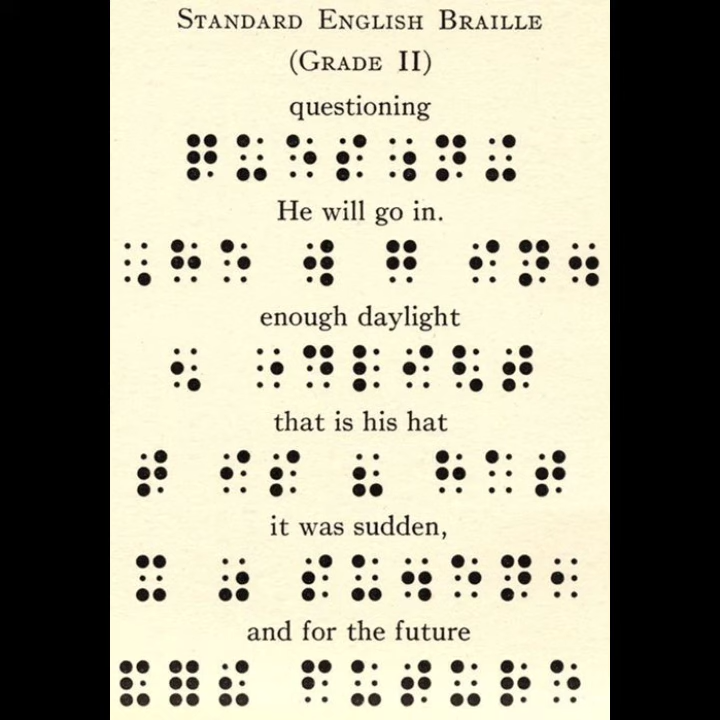 STANDARD ENGLISH BRAILLE
(GRADE II)
questioning
⠟⠥⠑⠎⠰⠝⠬
He will go in.
⠠⠓⠑ ⠺ ⠛ ⠊⠝⠲
enough daylight
⠢ ⠐⠙⠇⠊⠣⠞
that is his hat
⠞ ⠊⠎ ⠦ ⠓⠁⠞
it was sudden,
⠭ ⠴ ⠎⠥⠲⠑⠝⠂
and for the future
⠯⠿⠮ ⠋⠥⠞⠥⠗⠑